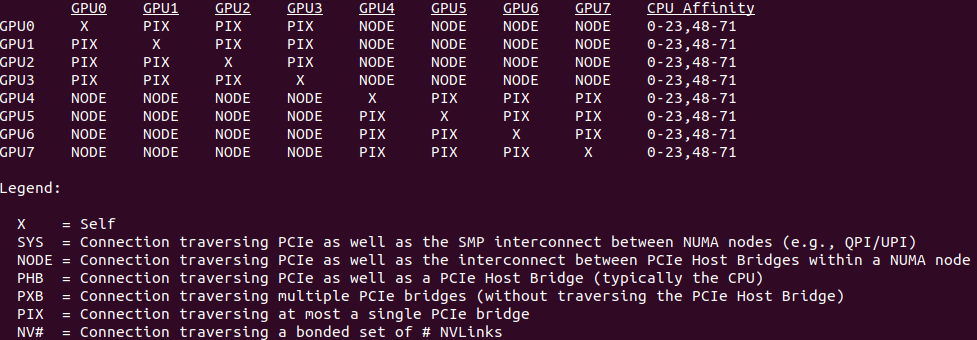 GPU0 GPU1 GPU2 GPU3 GPU4 GPU5 GPU6 GPU7 CPU Affinity
GPU0 X PIX PIX PIX NODE NODE NODE NODE 0-23,48-71
GPU1 PIX X PIX PIX NODE NODE NODE NODE 0-23,48-71
GPU2 PIX PIX X PIX NODE NODE NODE NODE 0-23,48-71
GPU3 PIX PIX PIX X NODE NODE NODE NODE 0-23,48-71
GPU4 NODE NODE NODE NODE X PIX PIX PIX 0-23,48-71
GPU5 NODE NODE NODE NODE PIX X PIX PIX 0-23,48-71
GPU6 NODE NODE NODE NODE PIX PIX X PIX 0-23,48-71
GPU7 NODE NODE NODE NODE PIX PIX PIX X 0-23,48-71
Legend:
X = Self
SYS = Connection traversing PCIe as well as the SMP interconnect between NUMA nodes (e.g., QPI/UPI)
NODE = Connection traversing PCIe as well as the interconnect between PCIe Host Bridges within a NUMA node
PHB = Connection traversing PCIe as well as a PCIe Host Bridge (typically the CPU)
PXB = Connection traversing multiple PCIe bridges (without traversing the PCIe Host Bridge)
PIX = Connection traversing at most a single PCIe bridge
NV# = Connection traversing a bonded set of # NVLinks